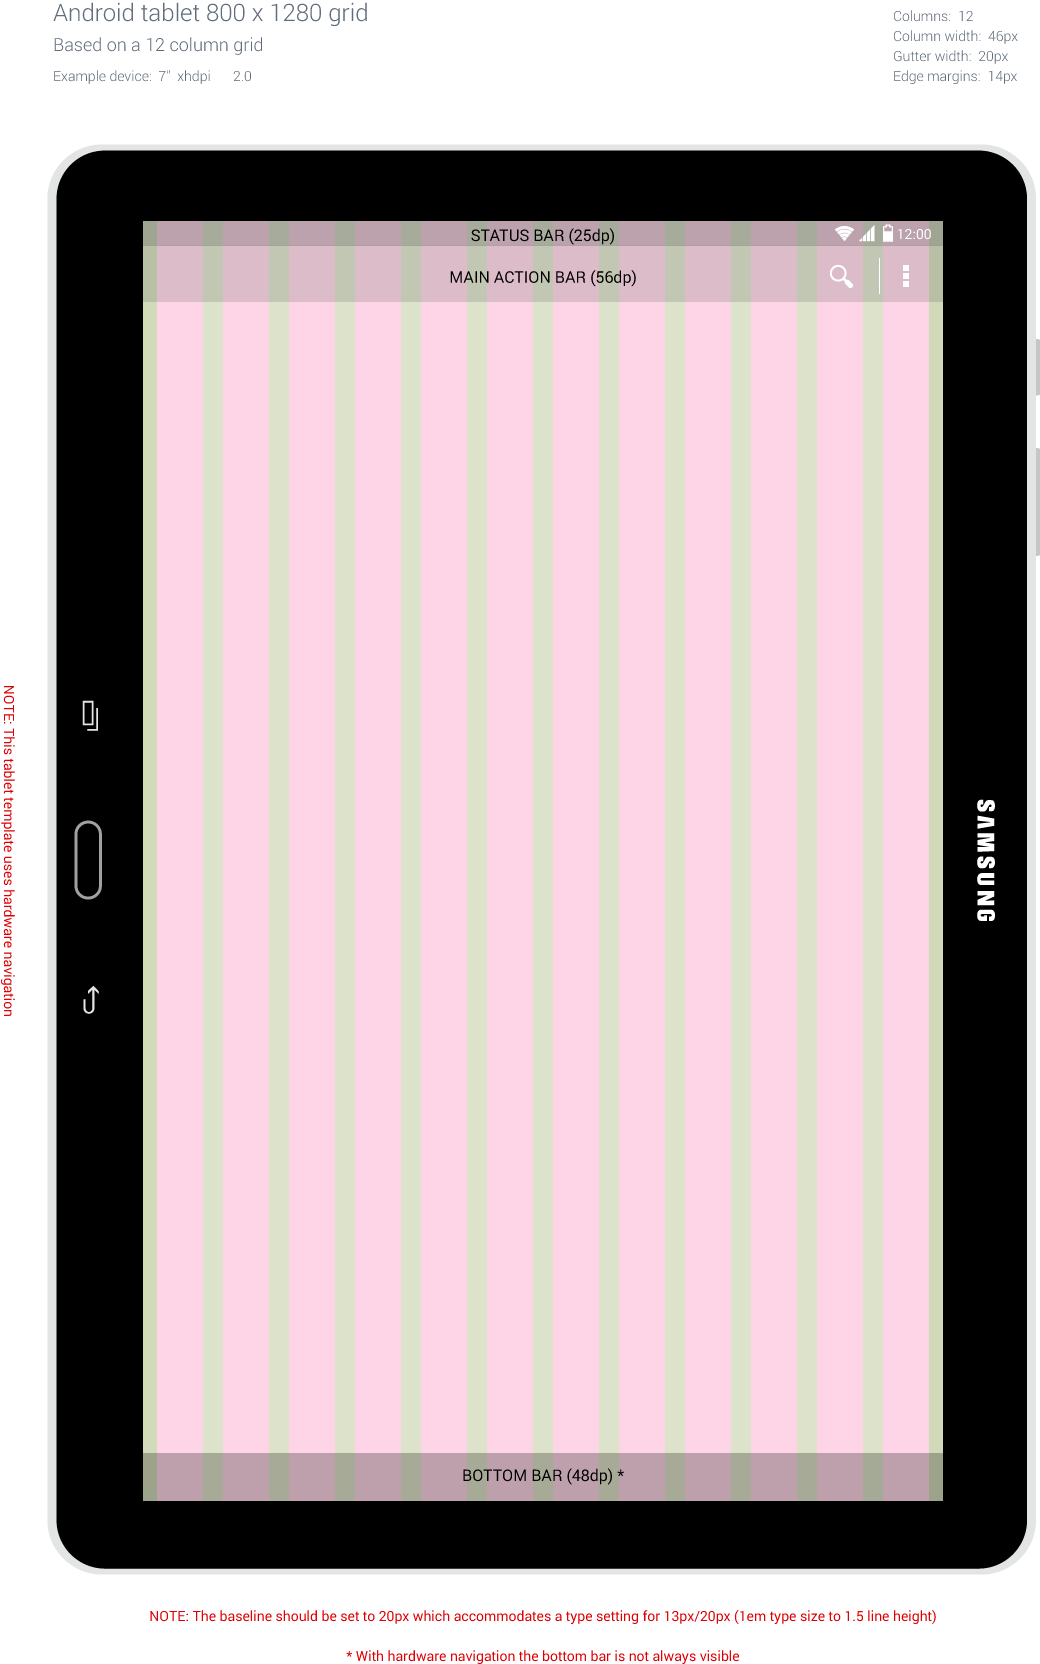 Android tablet 800 x 1280 grid
Based on a 12 column grid
Example device: 7" xhdpi 2.0
Columns: 12
Column width: 46px
Gutter width: 20px
Edge margins: 14px
STATUS BAR (25dp)
12:00
MAIN ACTION BAR (56dp)
NOTE: This tablet template uses hardware navigation
SAMSUNG
BOTTOM BAR (48dp) *
NOTE: The baseline should be set to 20px which accommodates a type setting for 13px/20px (1em type size to 1.5 line height)
* With hardware navigation the bottom bar is not always visible